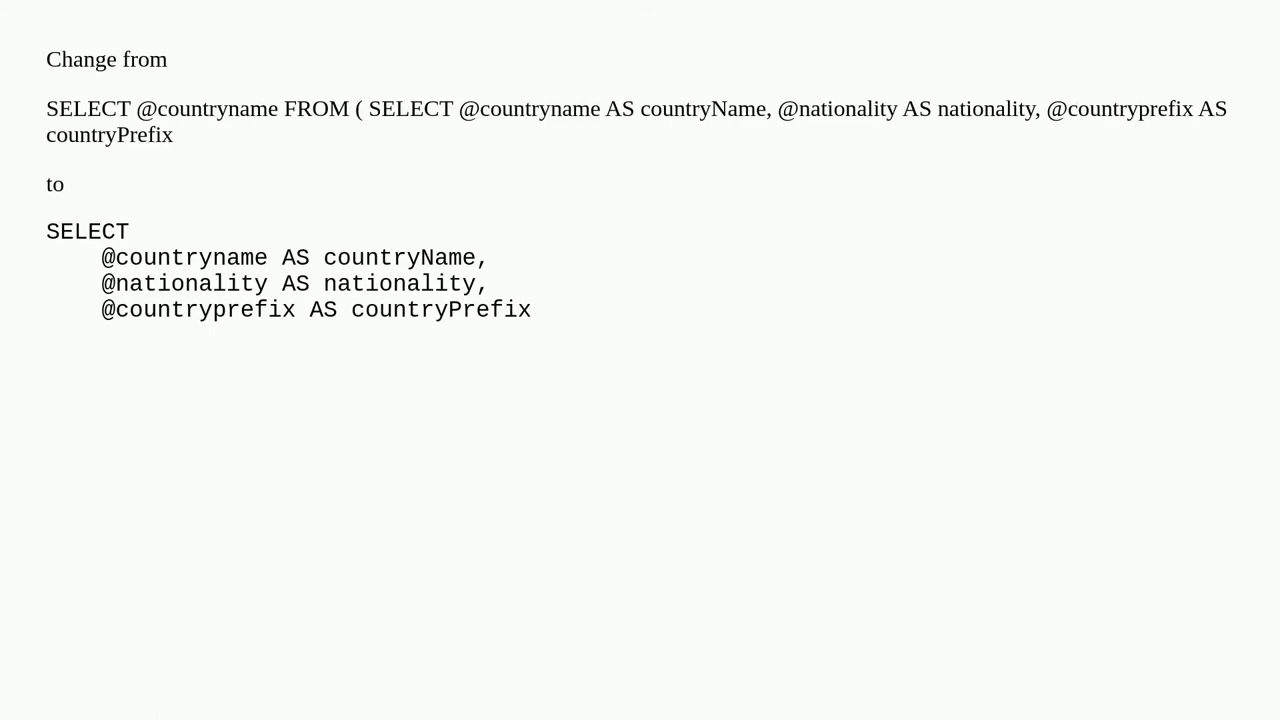 Change from
SELECT @countryname FROM ( SELECT @countryname AS countryName, @nationality AS nationality, @countryprefix AS
countryPrefix
to
SELECT
    @countryname AS countryName,
    @nationality AS nationality,
    @countryprefix AS countryPrefix